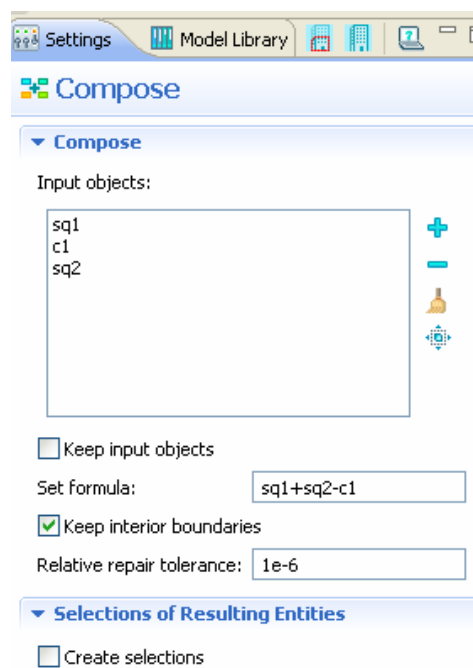 Settings Model Library
Compose
Compose
Input objects:
sq1
c1
sq2
Keep input objects
Set formula: sq1+sq2-c1
Keep interior boundaries
Relative repair tolerance: 1e-6
Selections of Resulting Entities
Create selections